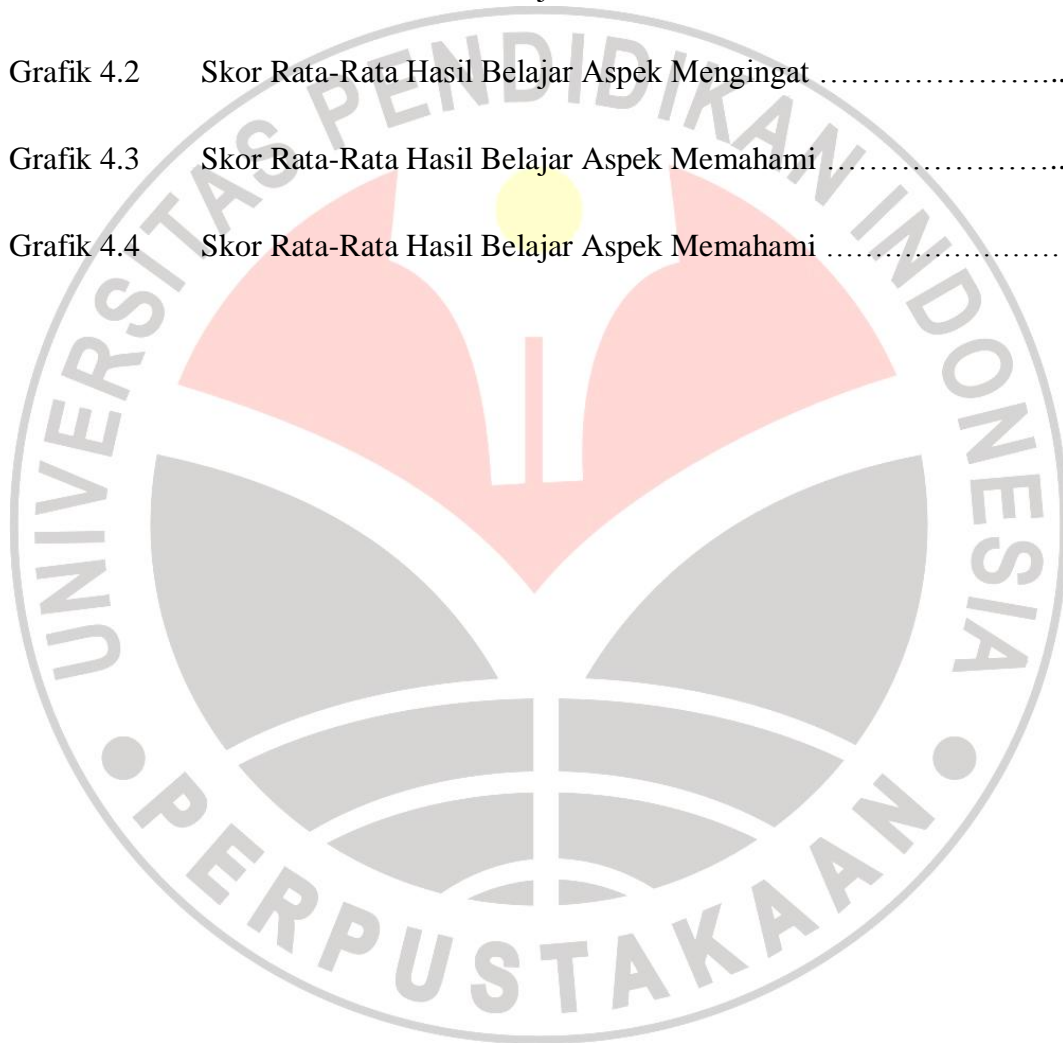 Grafik 4.2 Skor Rata-Rata Hasil Belajar Aspek Mengingat …………………...
Grafik 4.3 Skor Rata-Rata Hasil Belajar Aspek Memahami …………………..
Grafik 4.4 Skor Rata-Rata Hasil Belajar Aspek Memahami ……………………
UNIVERSITAS PENDIDIKAN INDONESIA
PERPUSTAKAAN